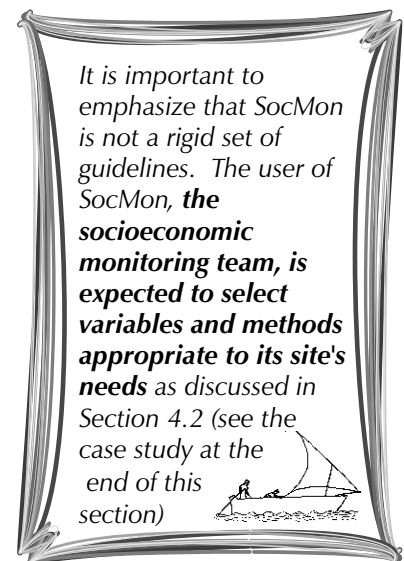 It is important to
emphasize that SocMon
is not a rigid set of
guidelines.  The user of
SocMon, the
socioeconomic
monitoring team, is
expected to select
variables and methods
appropriate to its site's
needs as discussed in
Section 4.2 (see the
case study at the
end of this
section)